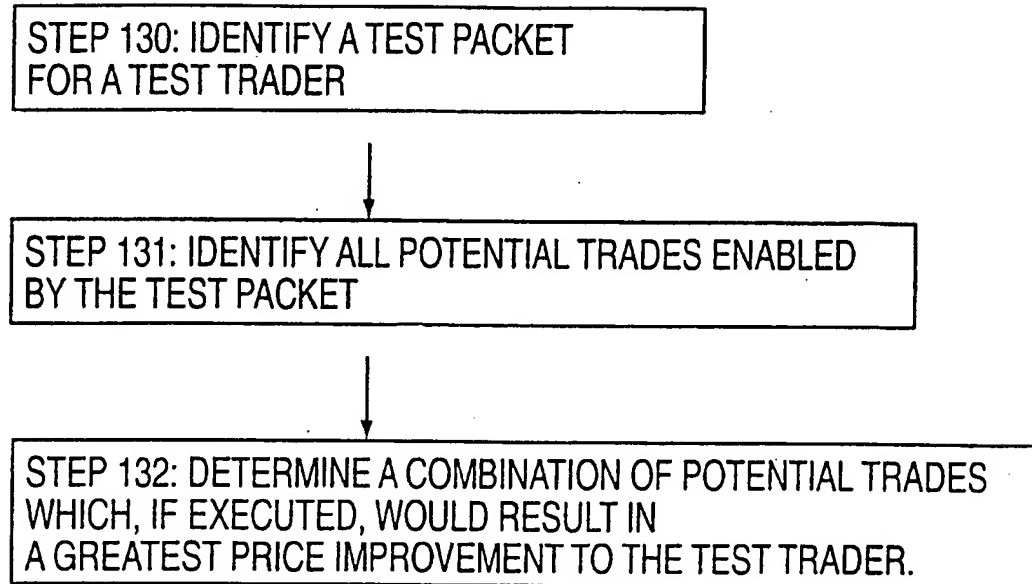 STEP 130: IDENTIFY A TEST PACKET
FOR A TEST TRADER
STEP 131: IDENTIFY ALL POTENTIAL TRADES ENABLED
BY THE TEST PACKET
STEP 132: DETERMINE A COMBINATION OF POTENTIAL TRADES
WHICH, IF EXECUTED, WOULD RESULT IN
A GREATEST PRICE IMPROVEMENT TO THE TEST TRADER.